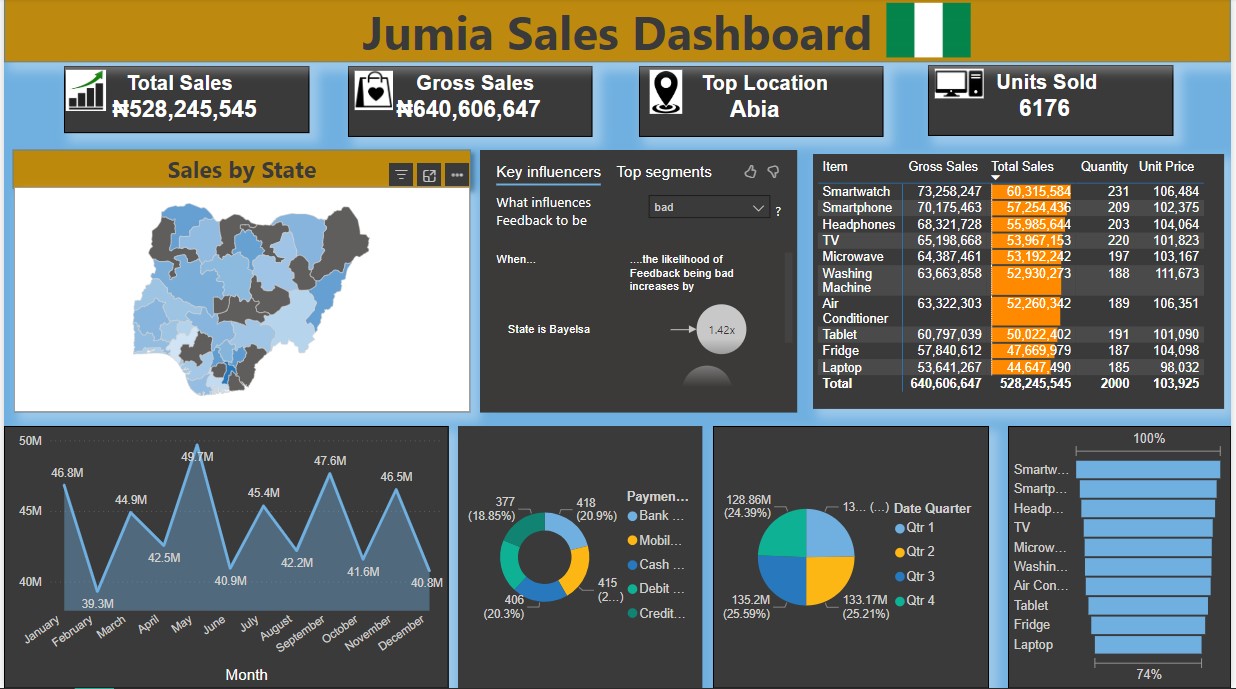 Jumia Sales Dashboard
Total Sales
₦528,245,545
Gross Sales
₦640,606,647
Top Location
Abia
Units Sold
6176
Sales by State
Key influencers Top segments
What influences
Feedback to be
bad
?
When...
....the likelihood of
Feedback being bad
increases by
State is Bayelsa
1.42x
Item Gross Sales Total Sales Quantity Unit Price
Smartwatch 73,258,247 60,315,584 231 106,484
Smartphone 70,175,463 57,254,436 209 102,375
Headphones 68,321,728 55,985,644 203 104,064
TV 65,198,668 53,967,153 220 101,823
Microwave 64,387,461 53,192,242 197 103,167
Washing 63,663,858 52,930,273 188 111,673
Machine
Air 63,322,303 52,260,342 189 106,351
Conditioner
Tablet 60,797,039 50,022,402 191 101,090
Fridge 57,840,612 47,669,979 187 104,098
Laptop 53,641,267 44,647,490 185 98,032
Total 640,606,647 528,245,545 2000 103,925
50M
45M
40M
46.8M
39.3M
44.9M
42.5M
49.7M
40.9M
45.4M
42.2M
47.6M
41.6M
46.5M
40.8M
January
February
March
April
May
June
July
August
September
October
November
December
Month
377
(18.85%)
418
(20.9%)
415
(2...)
406
(20.3%)
Paymen...
Bank ...
Mobil...
Cash ...
Debit ...
Credit...
128.86M
(24.39%)
13... (...)
135.2M
(25.59%)
133.17M
(25.21%)
Date Quarter
Qtr 1
Qtr 2
Qtr 3
Qtr 4
100%
Smartw...
Smartp...
Headp...
TV
Microw...
Washin...
Air Con...
Tablet
Fridge
Laptop
74%